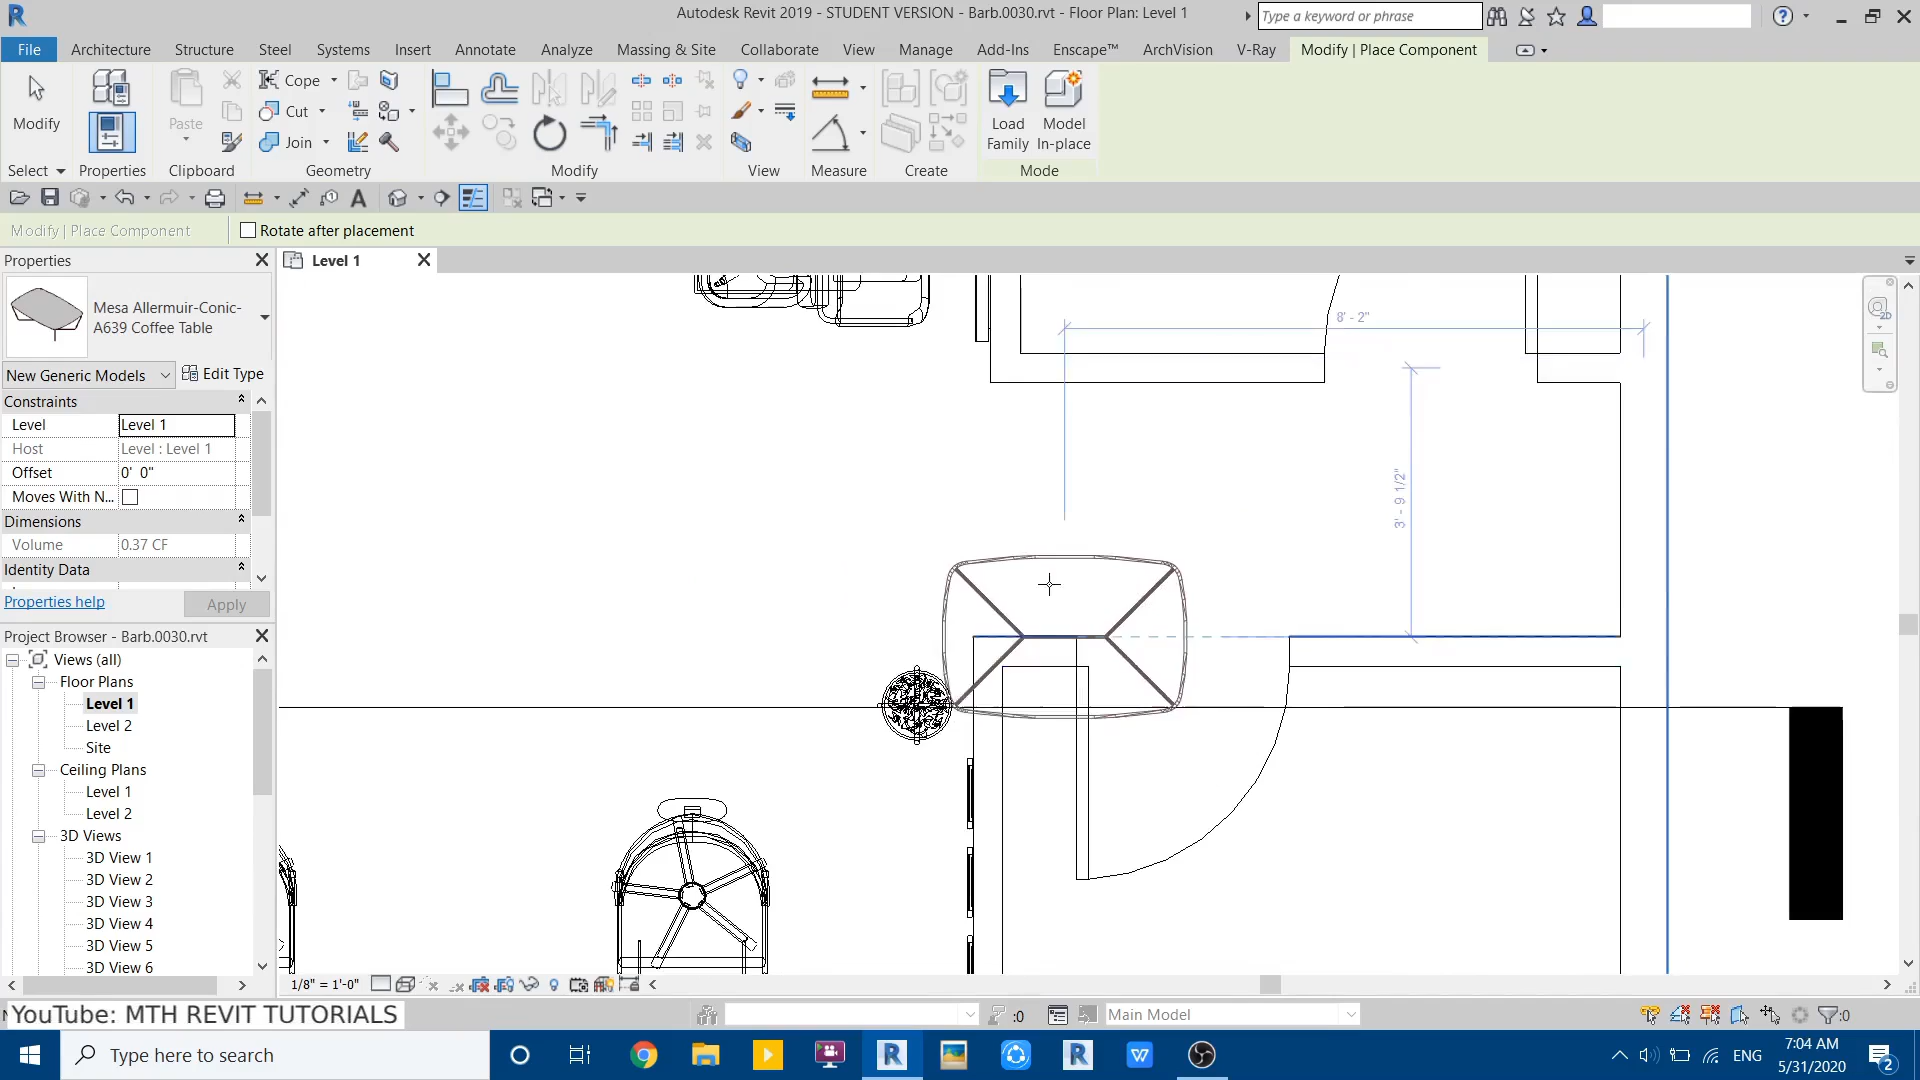 Autodesk Revit 2019 - STUDENT VERSION - Barb.0030.rvt - Floor Plan: Level 1
Type a keyword or phrase
File Architecture Structure Steel Systems Insert Annotate Analyze Massing & Site Collaborate View Manage Add-Ins Enscape™ ArchVision V-Ray Modify | Place Component
Modify
Paste
Cope
Cut
Join
Load Family
Model In-place
Select Properties Clipboard Geometry Modify View Measure Create Mode
Modify | Place Component
Rotate after placement
Properties
Level 1
Mesa Allermuir-Conic-
A639 Coffee Table
New Generic Models
Edit Type
Constraints
Level Level 1
Host Level : Level 1
Offset 0' 0"
Moves With N...
Dimensions
Volume 0.37 CF
Identity Data
Properties help
Apply
Project Browser - Barb.0030.rvt
Views (all)
Floor Plans
Level 1
Level 2
Site
Ceiling Plans
Level 1
Level 2
3D Views
3D View 1
3D View 2
3D View 3
3D View 4
3D View 5
3D View 6
8' - 2"
3' - 9 1/2"
1/8" = 1'-0"
YouTube: MTH REVIT TUTORIALS
:0
Main Model
:0
Type here to search
ENG
7:04 AM
5/31/2020
2